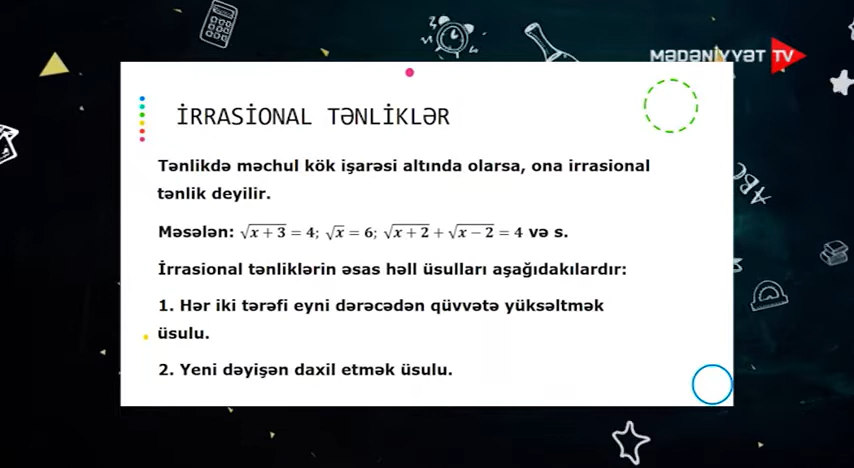 MƏDƏNİYYƏT TV
İRRASİONAL TƏNLİKLƏR
Tənlikdə məchul kök işarəsi altında olarsa, ona irrasional
tənlik deyilir.
Məsələn: √(x + 3) = 4; √x = 6; √(x + 2) + √(x − 2) = 4 və s.
İrrasional tənliklərin əsas həll üsulları aşağıdakılardır:
1. Hər iki tərəfi eyni dərəcədən qüvvətə yüksəltmək
üsulu.
2. Yeni dəyişən daxil etmək üsulu.
ABC